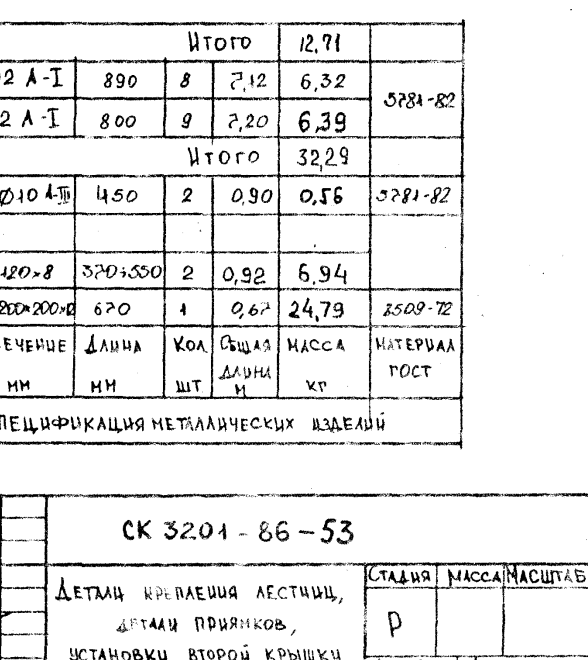 Итого 12,71
2 А-I 890 8 7,12 6,32 5781-82
2 А-I 800 9 7,20 6,39
Итого 32,29
Ø10 А-III 450 2 0,90 0,56 5781-82
120×8 370÷550 2 0,92 6,94
200×200× 670 1 0,67 24,79 8509-72
ечение Длина Кол Общая Масса Материал
мм мм шт длина м кг ГОСТ
пецификация металлических изделий
СК 3201-86-53
Детали крепления лестниц,
детали приямков,
установки второй крышки
Стадия Масса Масштаб
Р